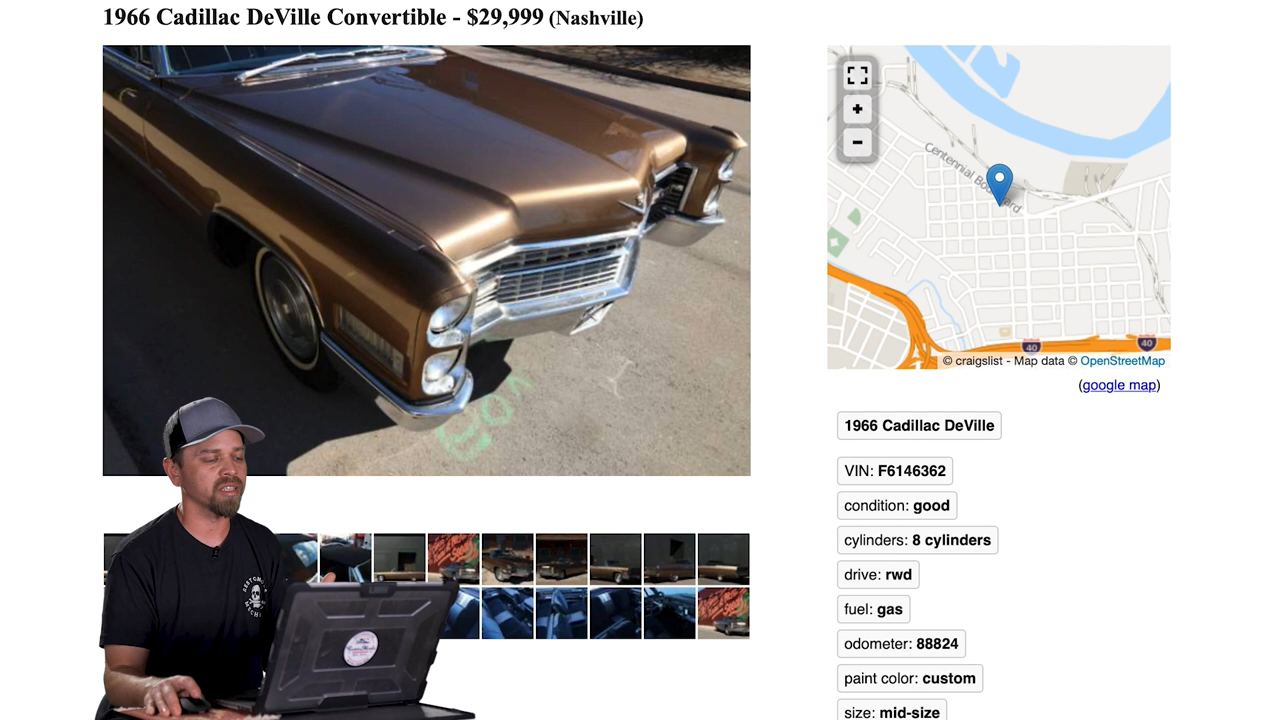 1966 Cadillac DeVille Convertible - $29,999 (Nashville)
+
−
Centennial Boulevard
40
40
© craigslist - Map data © OpenStreetMap
(google map)
1966 Cadillac DeVille
VIN: F6146362
condition: good
cylinders: 8 cylinders
drive: rwd
fuel: gas
odometer: 88824
paint color: custom
size: mid-size